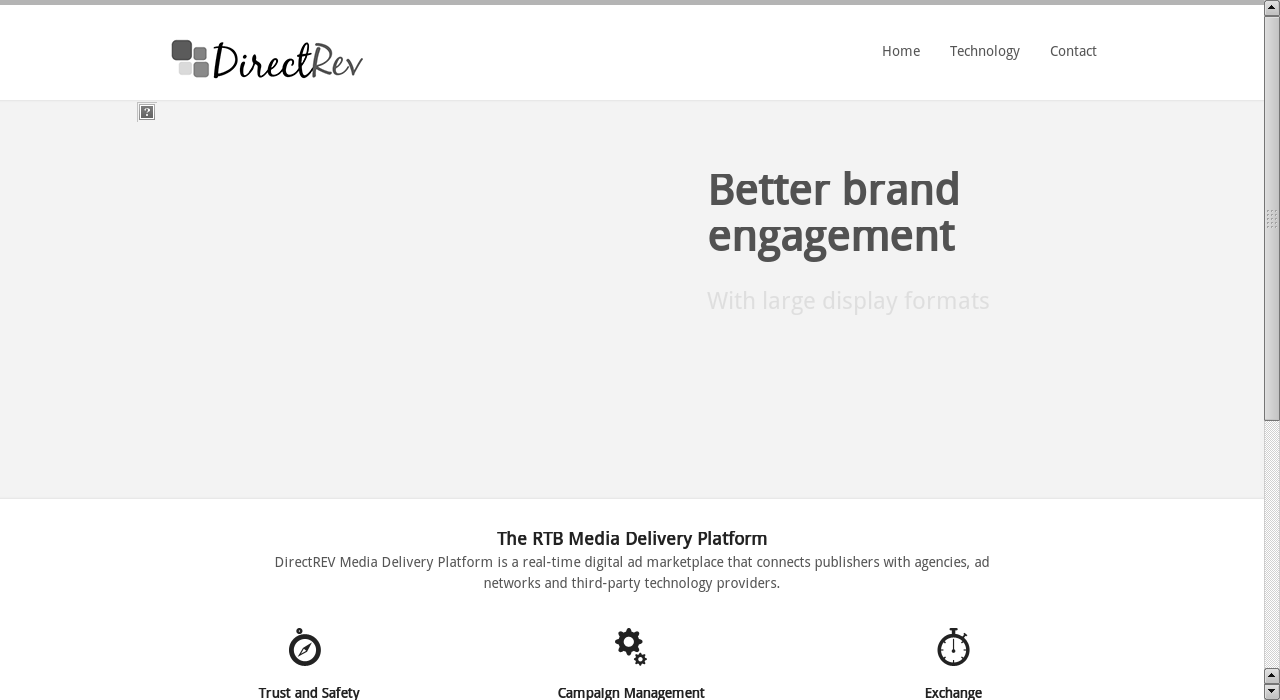 DirectRev
Home Technology Contact
Better brand
engagement
With large display formats
The RTB Media Delivery Platform
DirectREV Media Delivery Platform is a real-time digital ad marketplace that connects publishers with agencies, ad
networks and third-party technology providers.
Trust and Safety Campaign Management Exchange